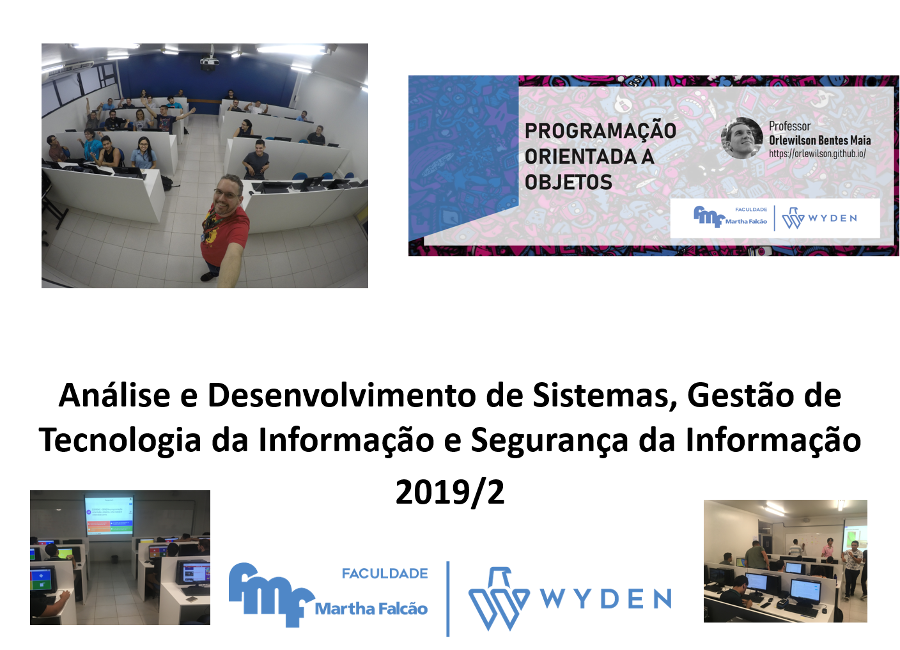 PROGRAMAÇÃO
ORIENTADA A
OBJETOS
Professor
Orlewilson Bentes Maia
https://orlewilson.github.io/
fmf
FACULDADE
Martha Falcão
WYDEN
Análise e Desenvolvimento de Sistemas, Gestão de
Tecnologia da Informação e Segurança da Informação
2019/2
fmf
FACULDADE
Martha Falcão
WYDEN